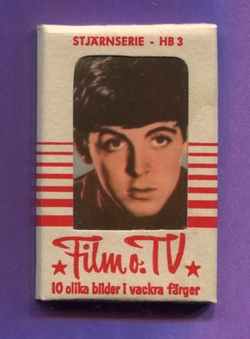 STJÄRNSERIE - HB 3
Film o. TV
10 olika bilder i vackra färger